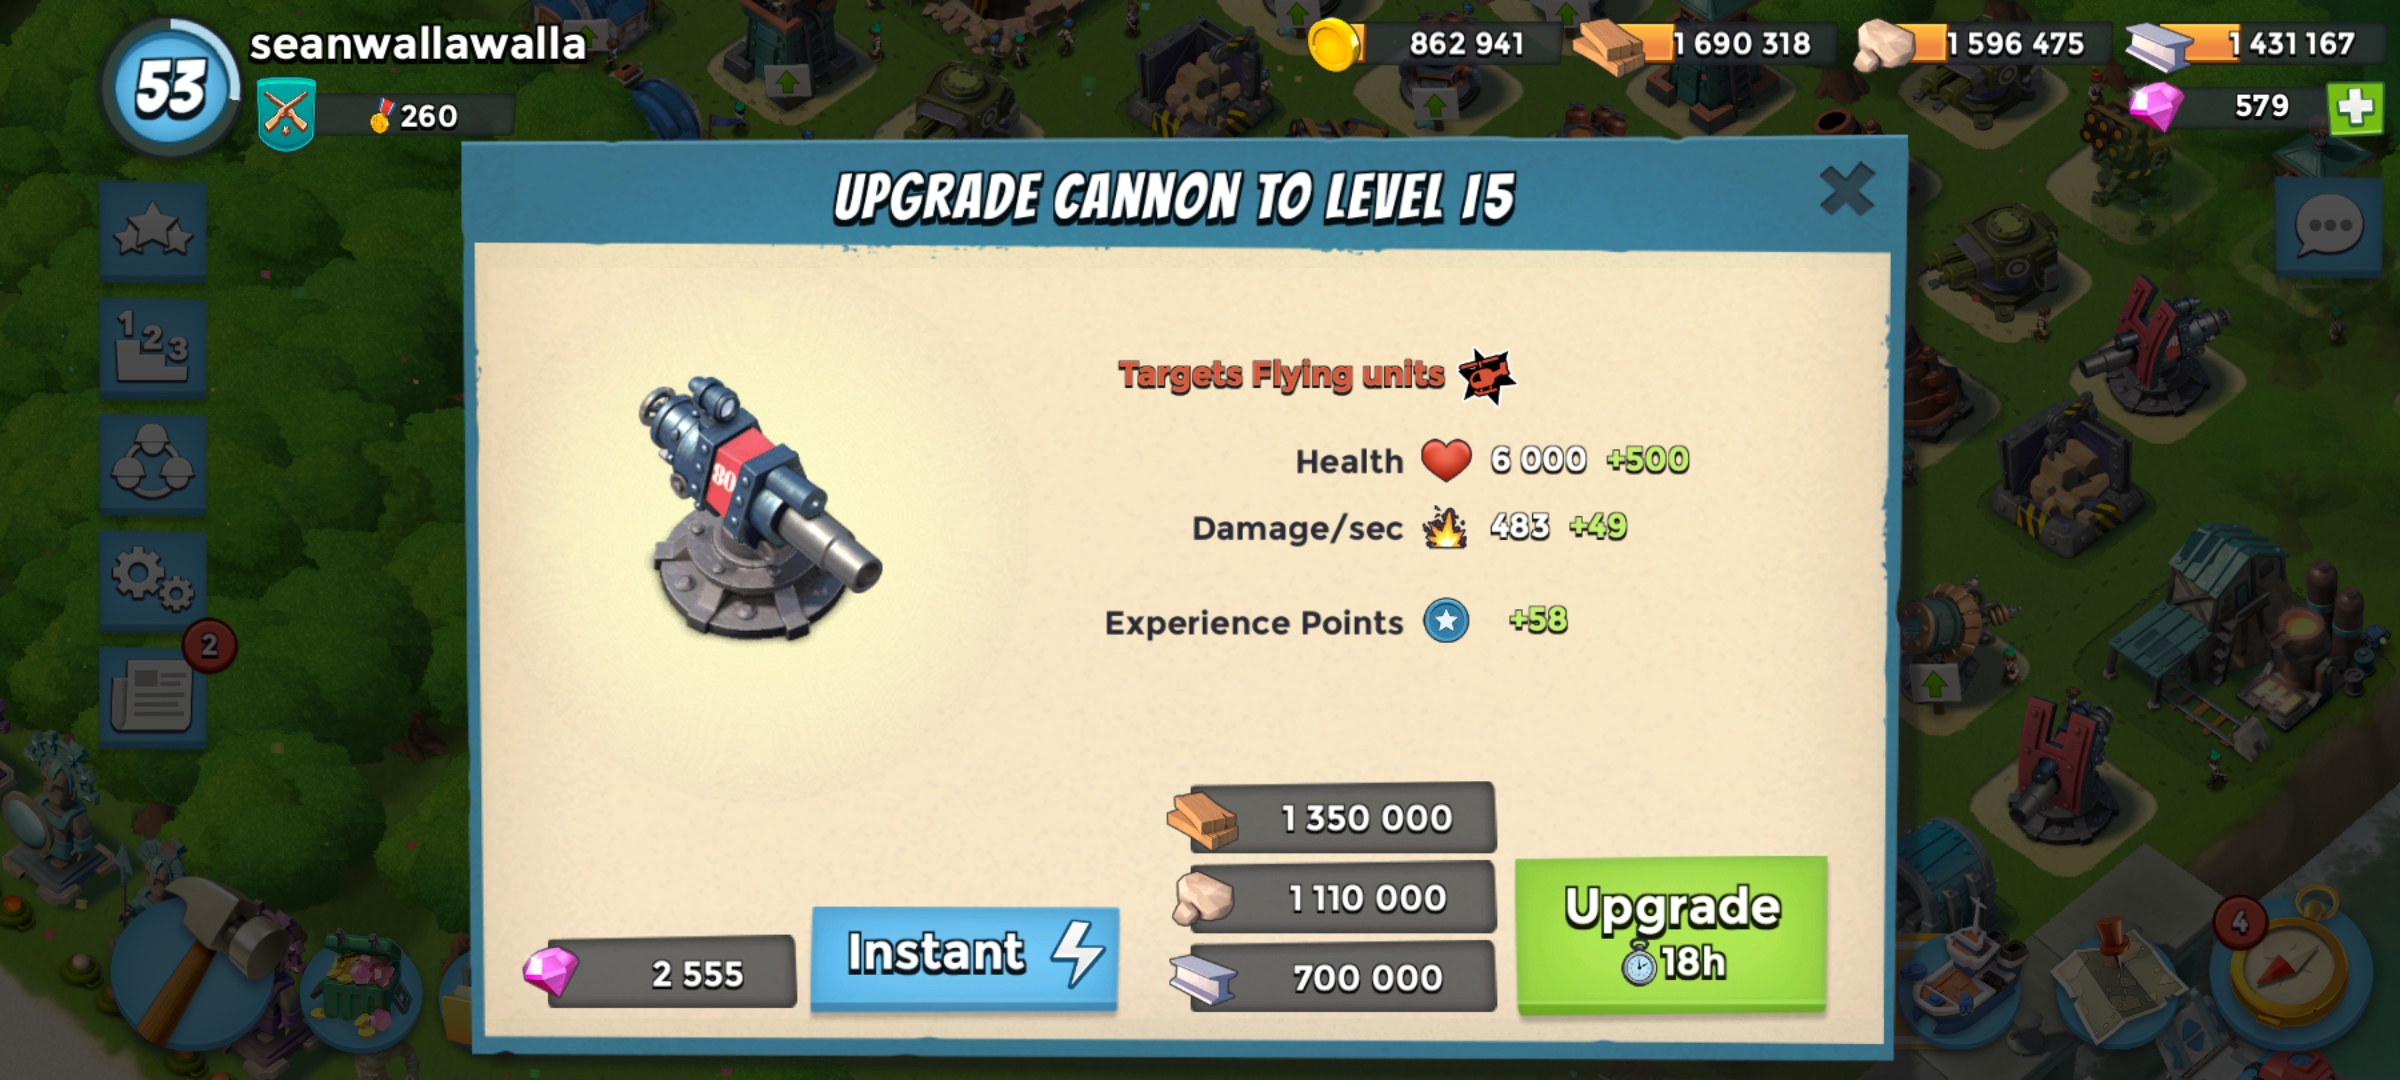 53
seanwallawalla
260
862 941
1 690 318
1 596 475
1 431 167
579
UPGRADE CANNON TO LEVEL 15
1 2 3
2
80
Targets Flying units
Health 6 000 +500
Damage/sec 483 +49
Experience Points +58
1 350 000
1 110 000
700 000
2 555
Instant
Upgrade
18h
4